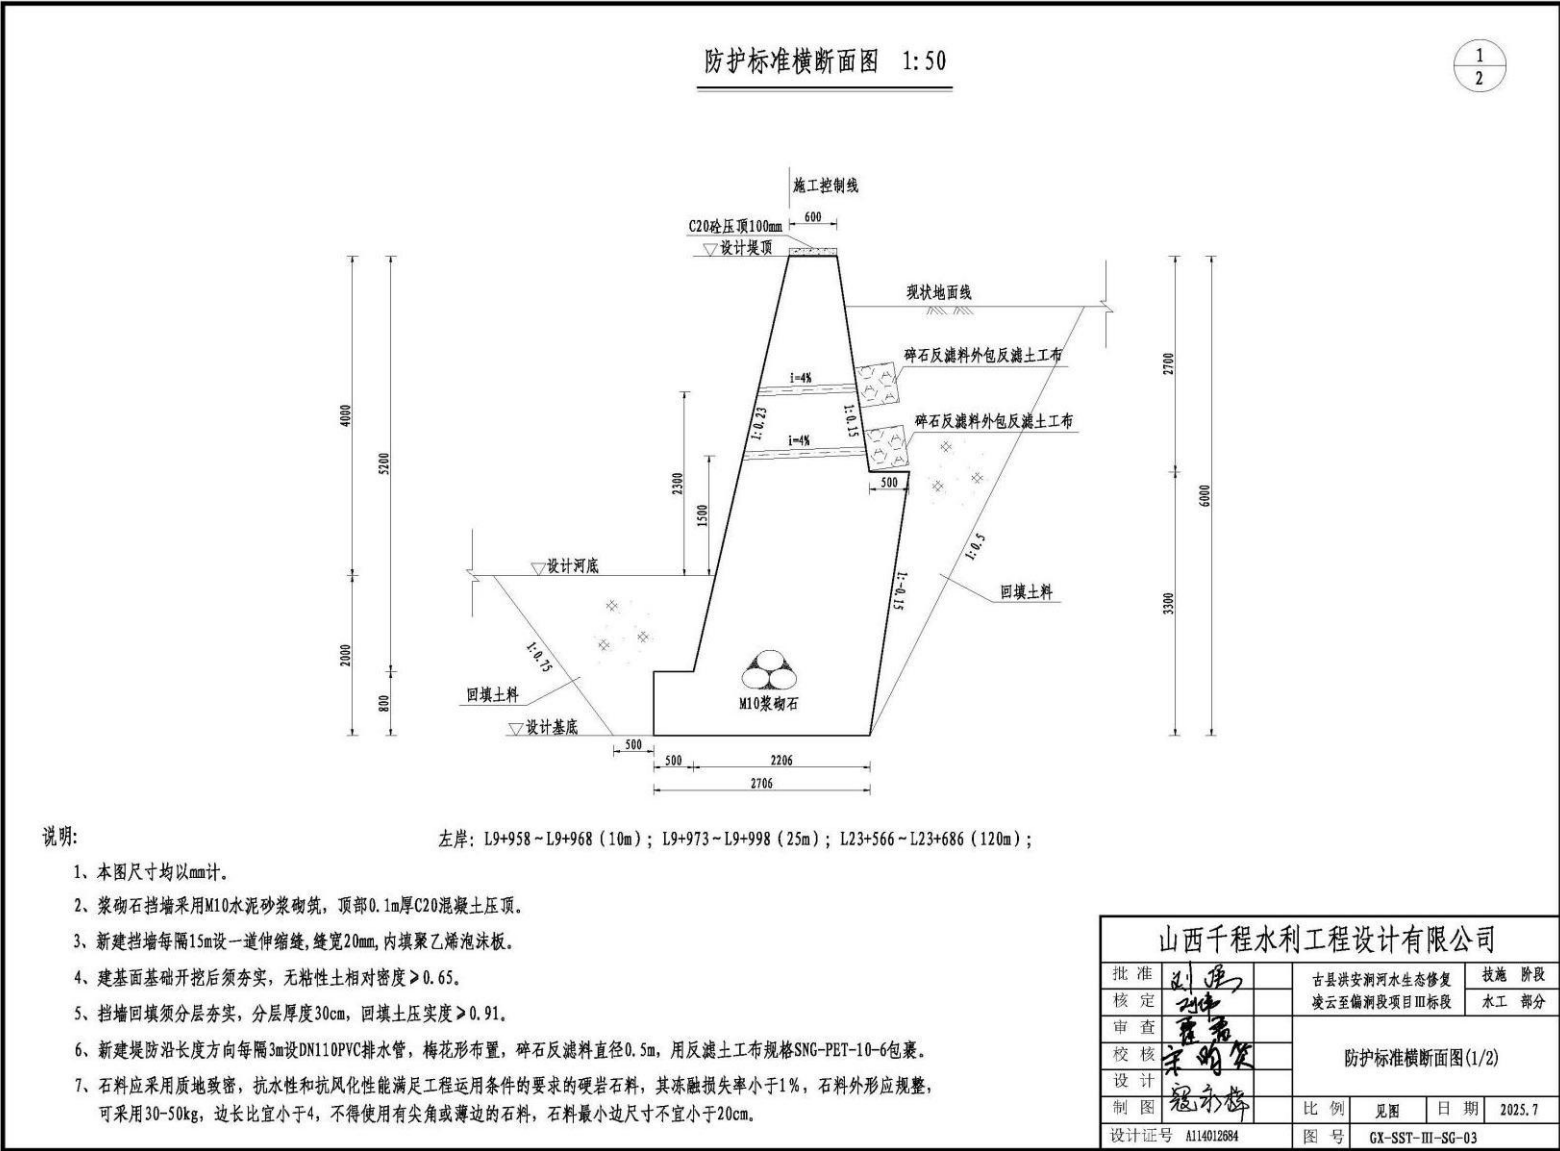 防护标准横断面图 1:50
1
2
施工控制线
600
C20砼压顶100mm
设计堤顶
现状地面线
碎石反滤料外包反滤土工布
i=4%
碎石反滤料外包反滤土工布
1:0.23
1:0.15
i=4%
4000
5200
2300
1500
500
2700
6000
设计河底
1:0.5
1:-0.15
回填土料
3300
2000
1:0.75
回填土料
800
M10浆砌石
设计基底
500
500
2206
2706
说明:
左岸: L9+958~L9+968(10m); L9+973~L9+998(25m); L23+566~L23+686(120m);
1、本图尺寸均以mm计。
2、浆砌石挡墙采用M10水泥砂浆砌筑，顶部0.1m厚C20混凝土压顶。
3、新建挡墙每隔15m设一道伸缩缝,缝宽20mm,内填聚乙烯泡沫板。
4、建基面基础开挖后须夯实，无粘性土相对密度≥0.65。
5、挡墙回填须分层夯实，分层厚度30cm，回填土压实度≥0.91。
6、新建堤防沿长度方向每隔3m设DN110PVC排水管，梅花形布置，碎石反滤料直径0.5m，用反滤土工布规格SNG-PET-10-6包裹。
7、石料应采用质地致密，抗水性和抗风化性能满足工程运用条件的要求的硬岩石料，其冻融损失率小于1%，石料外形应规整，
可采用30-50kg，边长比宜小于4，不得使用有尖角或薄边的石料，石料最小边尺寸不宜小于20cm。
山西千程水利工程设计有限公司
批 准
核 定
审 查
校 核
设 计
制 图
古县洪安涧河水生态修复
凌云至偏涧段项目III标段
技施 阶段
水工 部分
防护标准横断面图(1/2)
比 例 见图 日 期 2025.7
设计证号 A114012684 图 号 GX-SST-III-SG-03